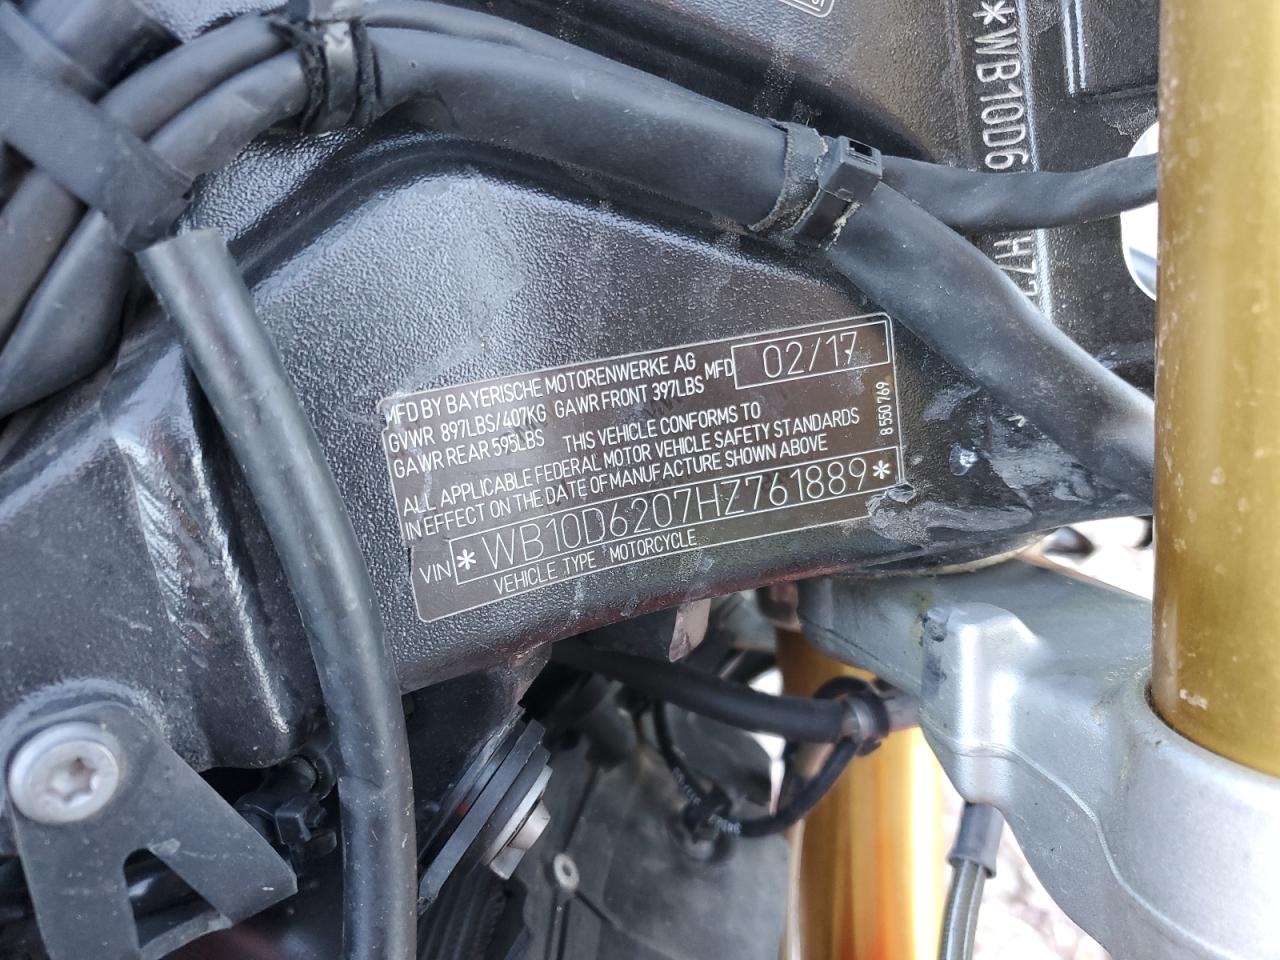 *WB10D6
MFD BY BAYERISCHE MOTORENWERKE AG MFD 02/17
GVWR 897LBS/407KG GAWR FRONT 397LBS
GAWR REAR 595LBS THIS VEHICLE CONFORMS TO
ALL APPLICABLE FEDERAL MOTOR VEHICLE SAFETY STANDARDS
IN EFFECT ON THE DATE OF MANUFACTURE SHOWN ABOVE
VIN *WB10D6207HZ761889*
VEHICLE TYPE MOTORCYCLE
8550769